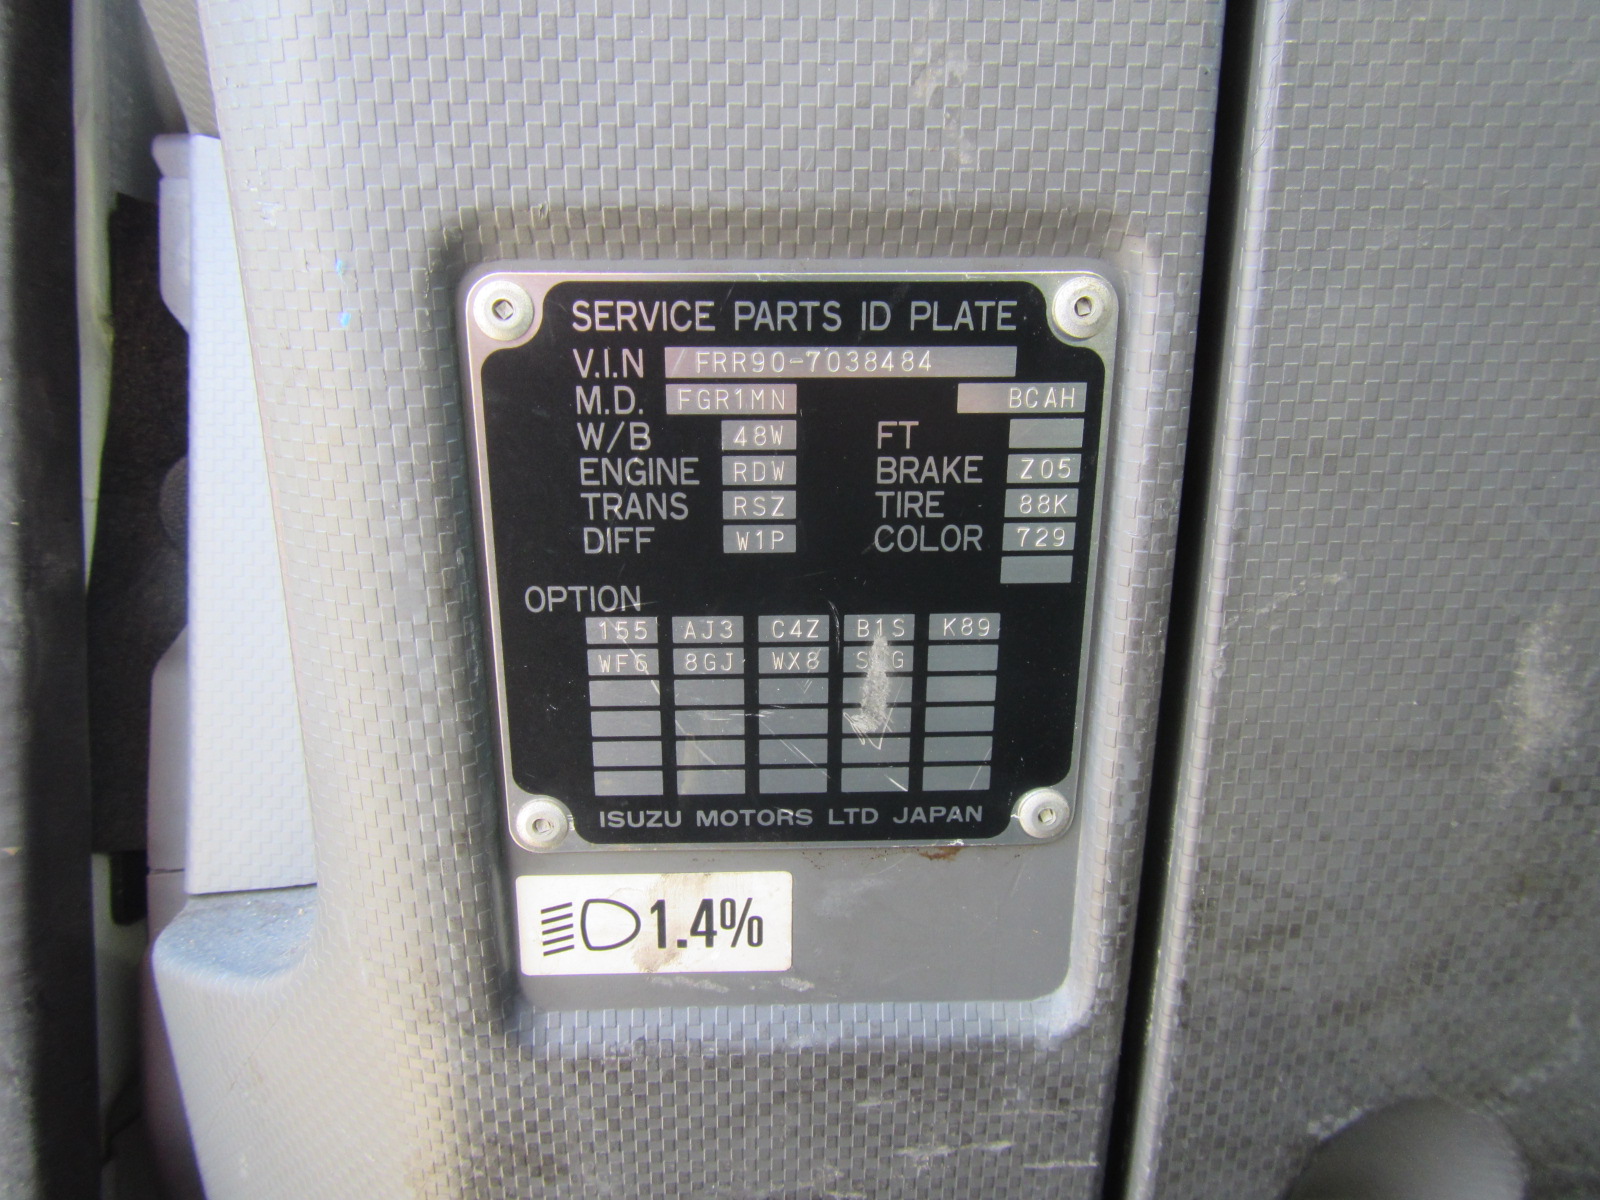 SERVICE PARTS ID PLATE
V.I.N FRR90-7038484
M.D. FGR1MN BCAH
W/B 48W FT
ENGINE RDW BRAKE Z05
TRANS RSZ TIRE 88K
DIFF W1P COLOR 729
OPTION
155 AJ3 C4Z B1S K89
WF6 8GJ WX8
ISUZU MOTORS LTD JAPAN
1.4%